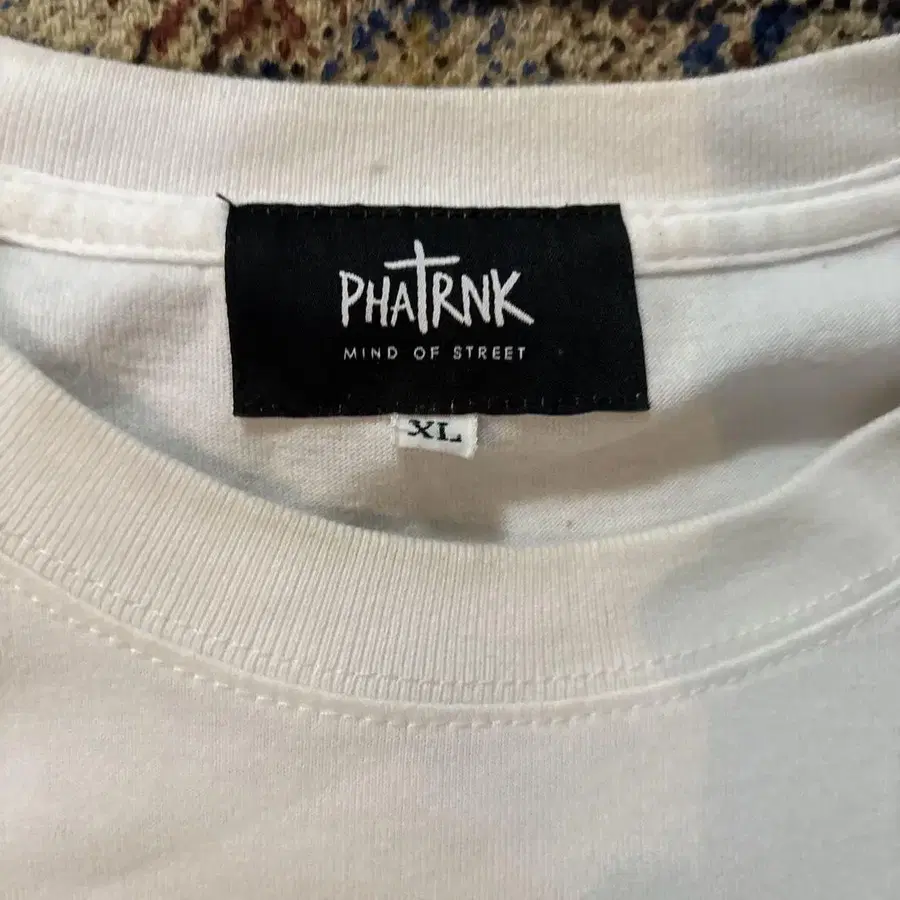 PHATRNK
MIND OF STREET
XL